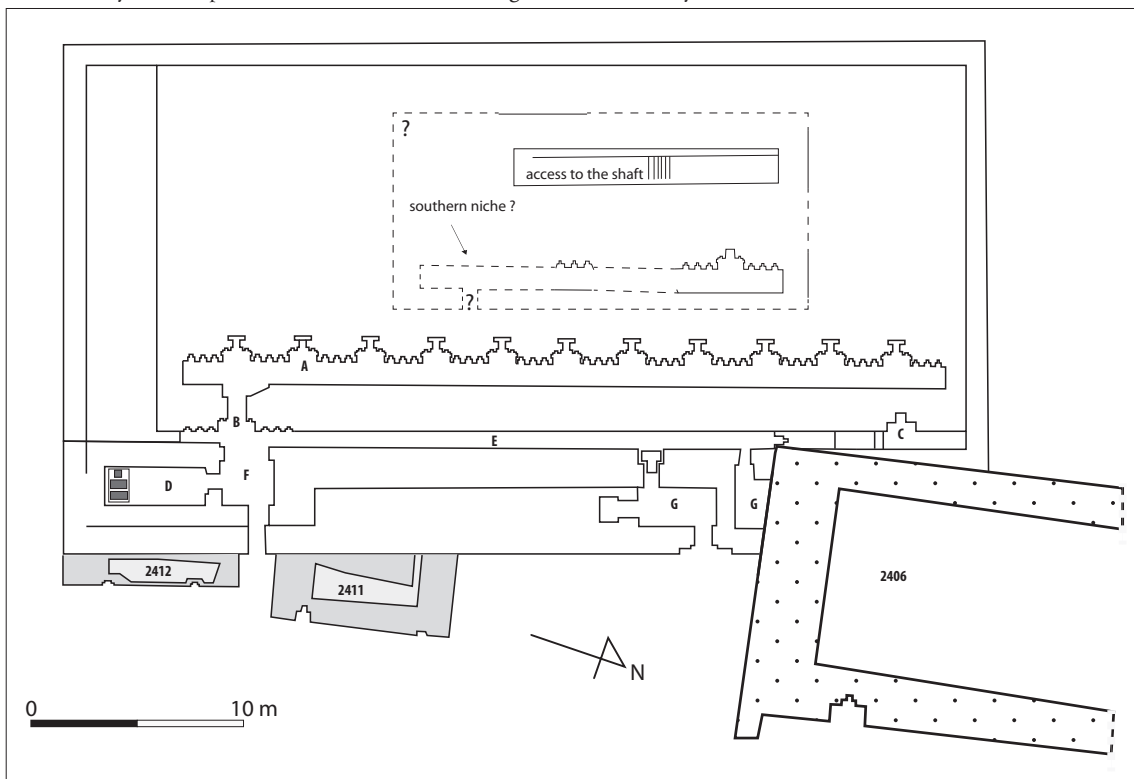 ?
access to the shaft
southern niche ?
?
A
B
C
E
F
D
G
G
2412
2411
2406
N
0
10 m